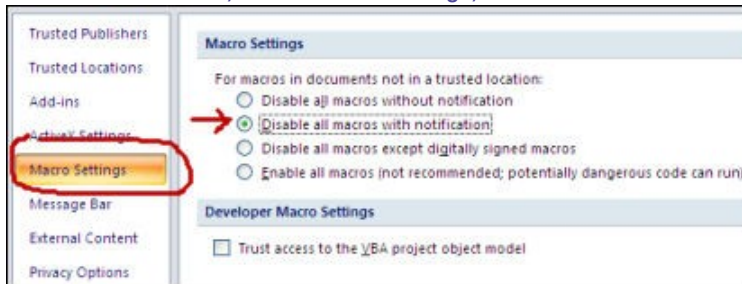 Trusted Publishers
Trusted Locations
Add-ins
ActiveX Settings
Macro Settings
Message Bar
External Content
Privacy Options
Macro Settings
For macros in documents not in a trusted location:
Disable all macros without notification
Disable all macros with notification
Disable all macros except digitally signed macros
Enable all macros (not recommended; potentially dangerous code can run)
Developer Macro Settings
Trust access to the VBA project object model